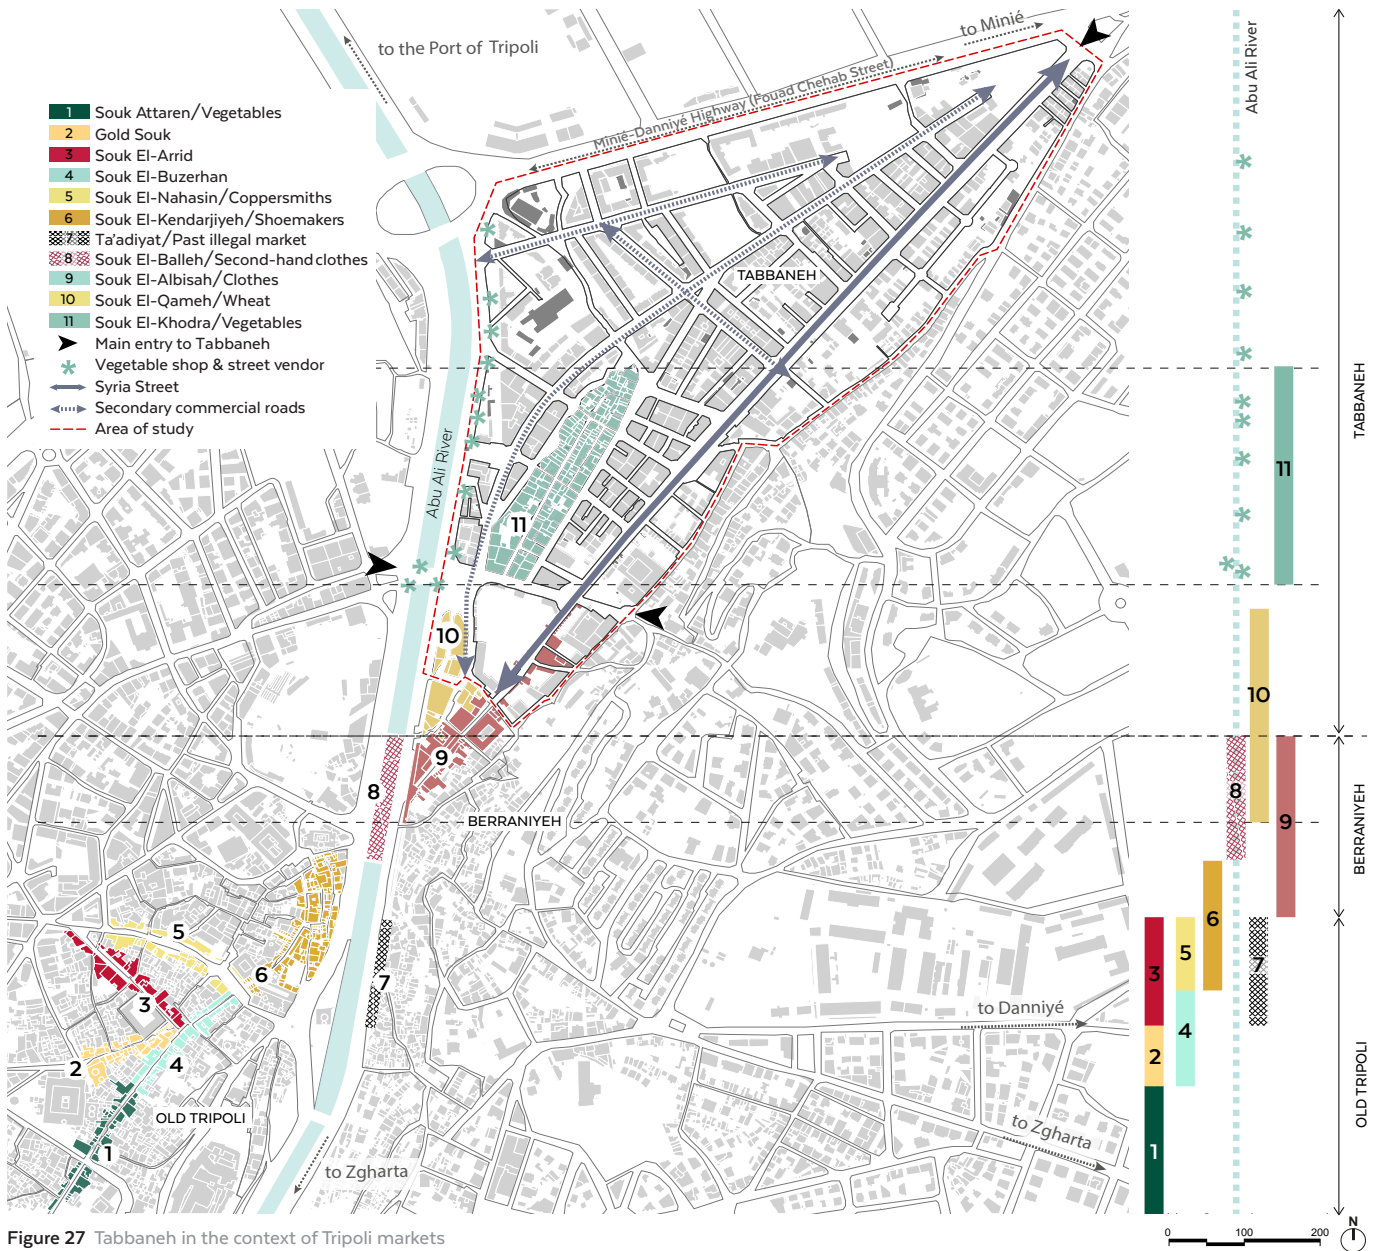 to the Port of Tripoli
to Minié
Minié-Danniyé Highway (Fouad Chehab Street)
1 Souk Attaren/Vegetables
2 Gold Souk
3 Souk El-Arrid
4 Souk El-Buzerhan
5 Souk El-Nahasin/Coppersmiths
6 Souk El-Kendarjiyeh/Shoemakers
7 Ta'adiyat/Past illegal market
8 Souk El-Balleh/Second-hand clothes
9 Souk El-Albisah/Clothes
10 Souk El-Qameh/Wheat
11 Souk El-Khodra/Vegetables
Main entry to Tabbaneh
Vegetable shop & street vendor
Syria Street
Secondary commercial roads
Area of study
TABBANEH
Abu Ali River
11
10
9
8
BERRANIYEH
5
6
7
3
4
2
1
OLD TRIPOLI
to Zgharta
to Danniyé
to Zgharta
Abu Ali River
TABBANEH
11
10
8
9
BERRANIYEH
6
5
3
7
4
2
1
OLD TRIPOLI
0 100 200
N
Figure 27 Tabbaneh in the context of Tripoli markets